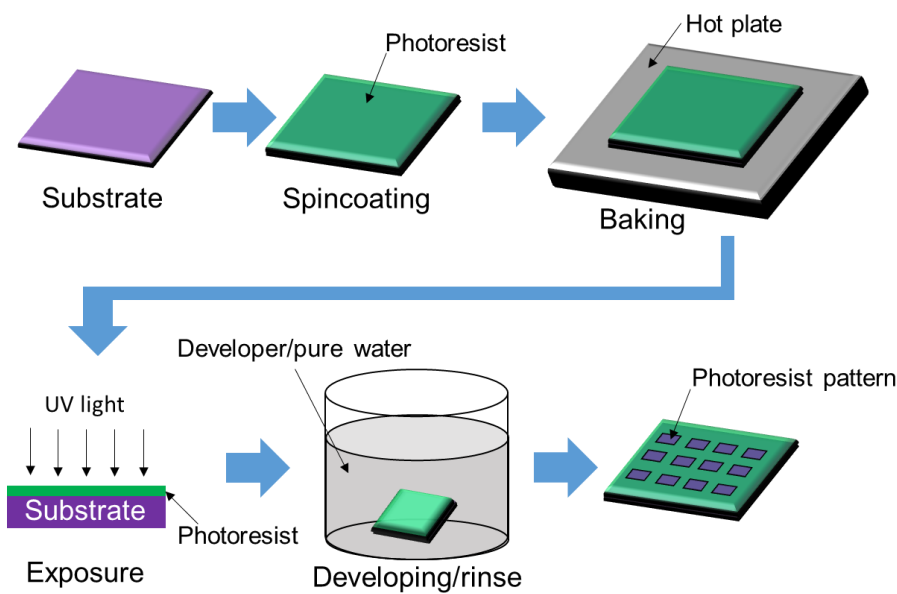 Photoresist
Hot plate
Substrate
Spincoating
Baking
Developer/pure water
Photoresist pattern
UV light
Substrate
Photoresist
Exposure
Developing/rinse